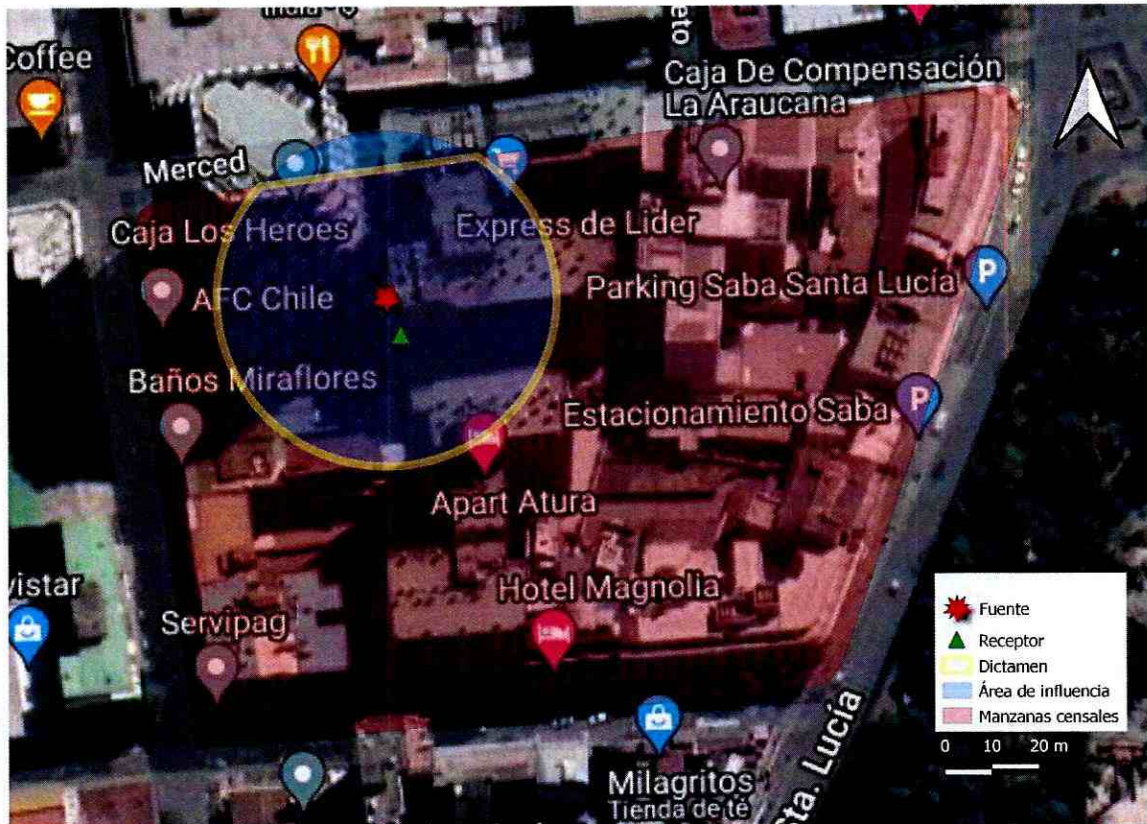 Coffee
Caja De Compensación
La Araucana
Merced
Caja Los Heroes
Express de Lider
AFC Chile
Parking Saba Santa Lucía
P
Baños Miraflores
Estacionamiento Saba
P
Apart Atura
vistar
Hotel Magnolia
Servipag
Milagritos
Tienda de té
Sta. Lucía
Fuente
Receptor
Dictamen
Área de influencia
Manzanas censales
0 10 20 m